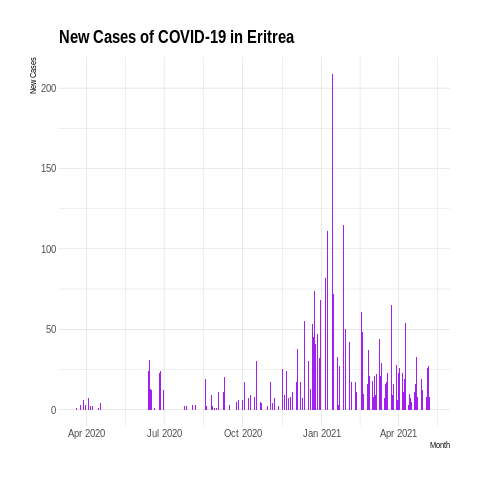 New Cases of COVID-19 in Eritrea
New Cases
200
150
100
50
0
Apr 2020
Jul 2020
Oct 2020
Jan 2021
Apr 2021
Month